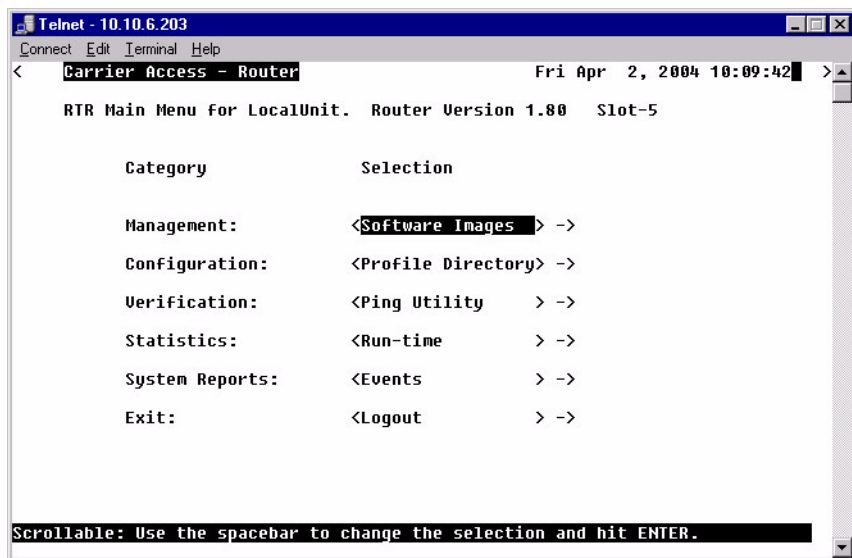 Telnet - 10.10.6.203
Connect Edit Terminal Help
< Carrier Access - Router Fri Apr 2, 2004 10:09:42 >
RTR Main Menu for LocalUnit. Router Version 1.80 Slot-5
Category Selection
Management: <Software Images > ->
Configuration: <Profile Directory> ->
Verification: <Ping Utility > ->
Statistics: <Run-time > ->
System Reports: <Events > ->
Exit: <Logout > ->
Scrollable: Use the spacebar to change the selection and hit ENTER.